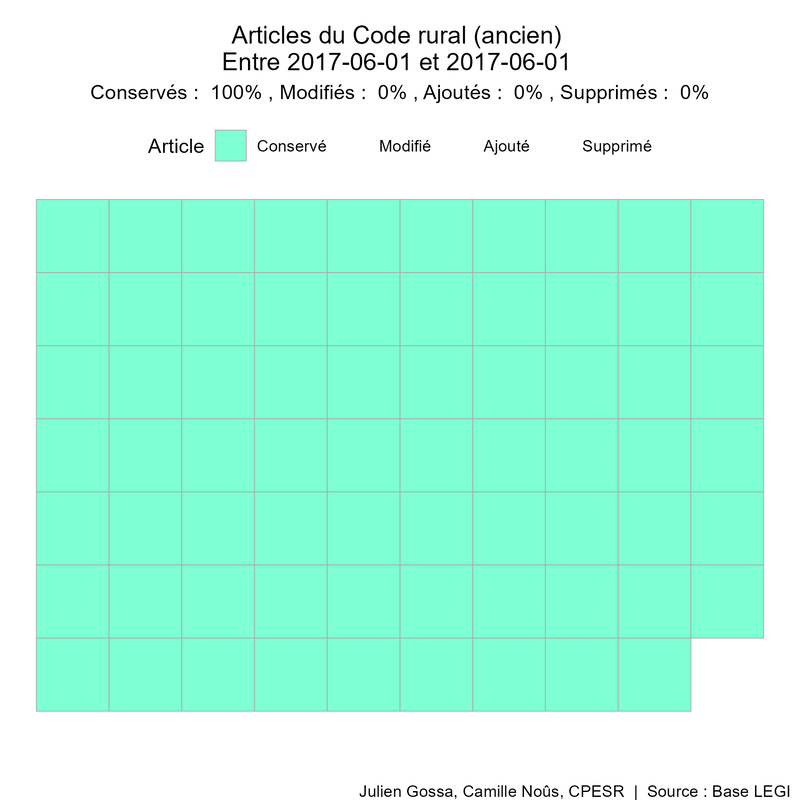 Articles du Code rural (ancien)
Entre 2017-06-01 et 2017-06-01
Conservés :  100% , Modifiés :  0% , Ajoutés :  0% , Supprimés :  0%
Article Conservé Modifié Ajouté Supprimé
Julien Gossa, Camille Noûs, CPESR  |  Source : Base LEGI